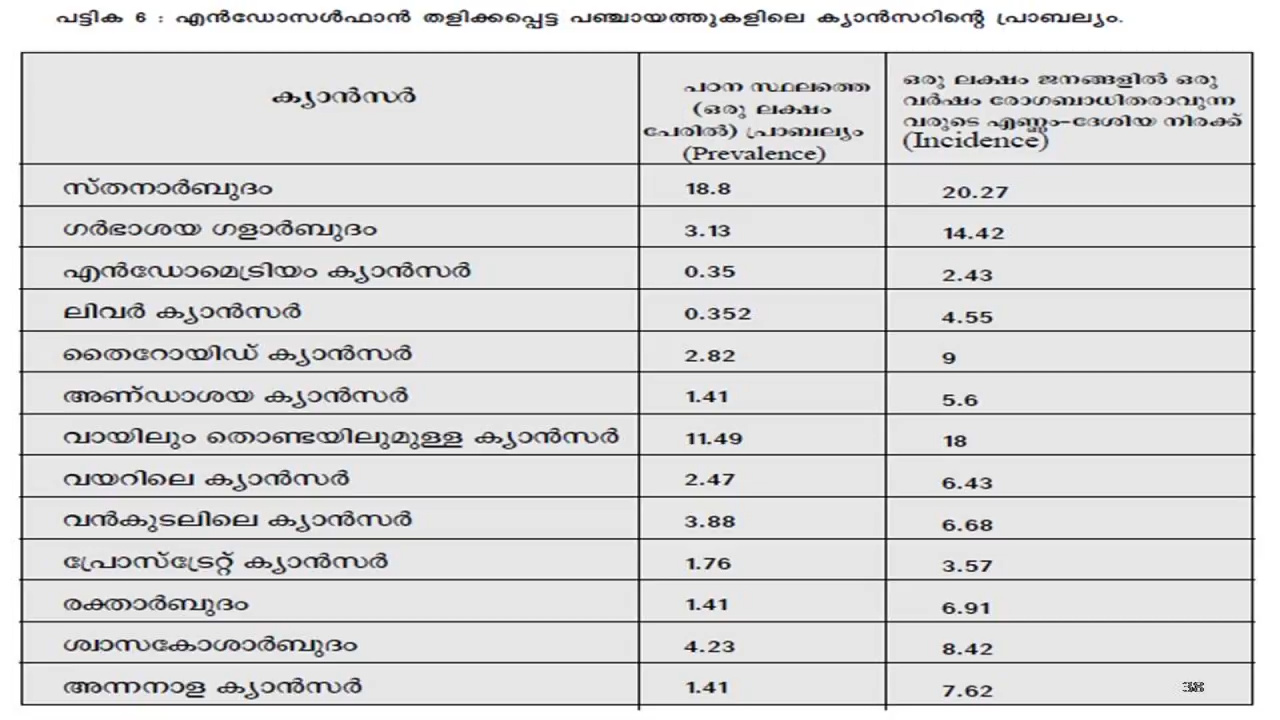 പട്ടിക 6 : എൻഡോസൾഫാൻ തളിക്കപ്പെട്ട പഞ്ചായത്തുകളിലെ ക്യാൻസറിന്റെ പ്രാബല്യം.
ക്യാൻസർ
പഠന സ്ഥലത്തെ
(ഒരു ലക്ഷം
പേരിൽ) പ്രാബല്യം
(Prevalence)
ഒരു ലക്ഷം ജനങ്ങളിൽ ഒരു
വർഷം രോഗബാധിതരാവുന്ന
വരുടെ എണ്ണം-ദേശിയ നിരക്ക്
(Incidence)
സ്തനാർബുദം 18.8 20.27
ഗർഭാശയ ഗളാർബുദം 3.13 14.42
എൻഡോമെട്രിയം ക്യാൻസർ 0.35 2.43
ലിവർ ക്യാൻസർ 0.352 4.55
തൈറോയിഡ് ക്യാൻസർ 2.82 9
അണ്ഡാശയ ക്യാൻസർ 1.41 5.6
വായിലും തൊണ്ടയിലുമുള്ള ക്യാൻസർ 11.49 18
വയറിലെ ക്യാൻസർ 2.47 6.43
വൻകുടലിലെ ക്യാൻസർ 3.88 6.68
പ്രോസ്ട്രേറ്റ് ക്യാൻസർ 1.76 3.57
രക്താർബുദം 1.41 6.91
ശ്വാസകോശാർബുദം 4.23 8.42
അന്നനാള ക്യാൻസർ 1.41 7.62